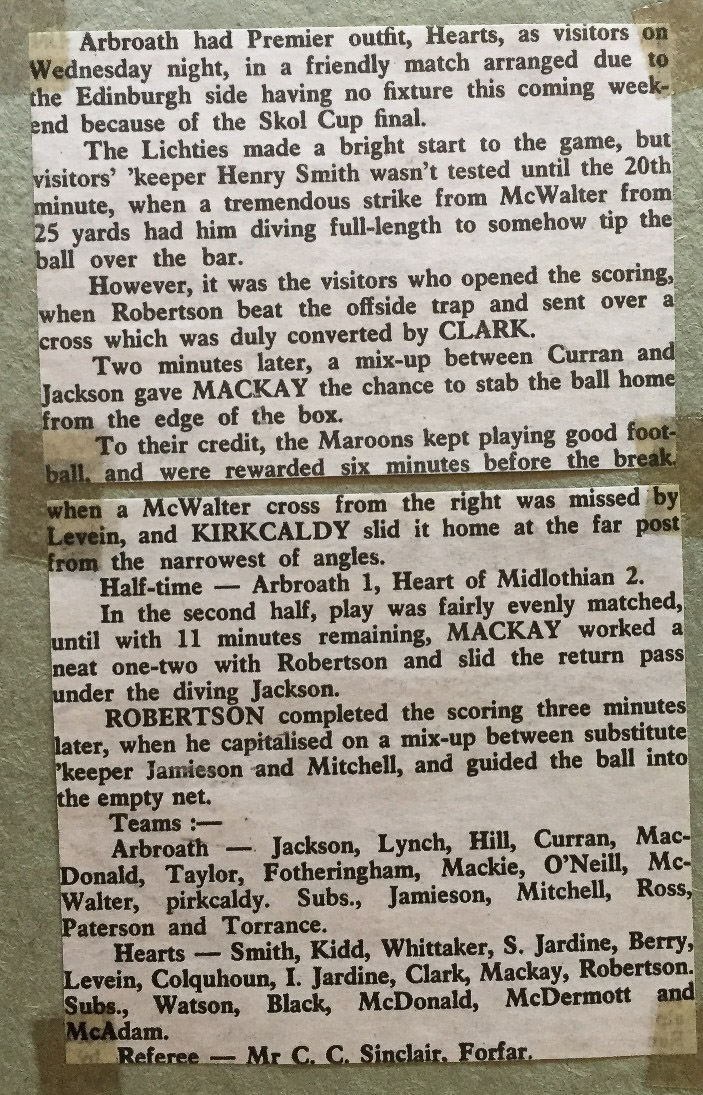 Arbroath had Premier outfit, Hearts, as visitors on
Wednesday night, in a friendly match arranged due to
the Edinburgh side having no fixture this coming week-
end because of the Skol Cup final.
The Lichties made a bright start to the game, but
visitors' 'keeper Henry Smith wasn't tested until the 20th
minute, when a tremendous strike from McWalter from
25 yards had him diving full-length to somehow tip the
ball over the bar.
However, it was the visitors who opened the scoring,
when Robertson beat the offside trap and sent over a
cross which was duly converted by CLARK.
Two minutes later, a mix-up between Curran and
Jackson gave MACKAY the chance to stab the ball home
from the edge of the box.
To their credit, the Maroons kept playing good foot-
ball, and were rewarded six minutes before the break,
when a McWalter cross from the right was missed by
Levein, and KIRKCALDY slid it home at the far post
from the narrowest of angles.
Half-time — Arbroath 1, Heart of Midlothian 2.
In the second half, play was fairly evenly matched,
until with 11 minutes remaining, MACKAY worked a
neat one-two with Robertson and slid the return pass
under the diving Jackson.
ROBERTSON completed the scoring three minutes
later, when he capitalised on a mix-up between substitute
'keeper Jamieson and Mitchell, and guided the ball into
the empty net.
Teams :—
Arbroath — Jackson, Lynch, Hill, Curran, Mac-
Donald, Taylor, Fotheringham, Mackie, O'Neill, Mc-
Walter, pirkcaldy. Subs., Jamieson, Mitchell, Ross,
Paterson and Torrance.
Hearts — Smith, Kidd, Whittaker, S. Jardine, Berry,
Levein, Colquhoun, I. Jardine, Clark, Mackay, Robertson.
Subs., Watson, Black, McDonald, McDermott and
McAdam.
Referee — Mr C. C. Sinclair, Forfar.